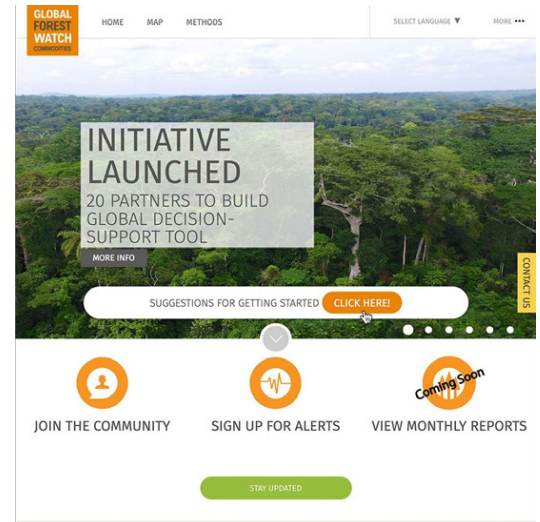 GLOBAL
FOREST
WATCH
COMMODITIES
HOME MAP METHODS
SELECT LANGUAGE ▼ MORE •••
INITIATIVE
LAUNCHED
20 PARTNERS TO BUILD
GLOBAL DECISION-
SUPPORT TOOL
MORE INFO
CONTACT US
SUGGESTIONS FOR GETTING STARTED CLICK HERE!
Coming Soon
JOIN THE COMMUNITY SIGN UP FOR ALERTS VIEW MONTHLY REPORTS
STAY UPDATED